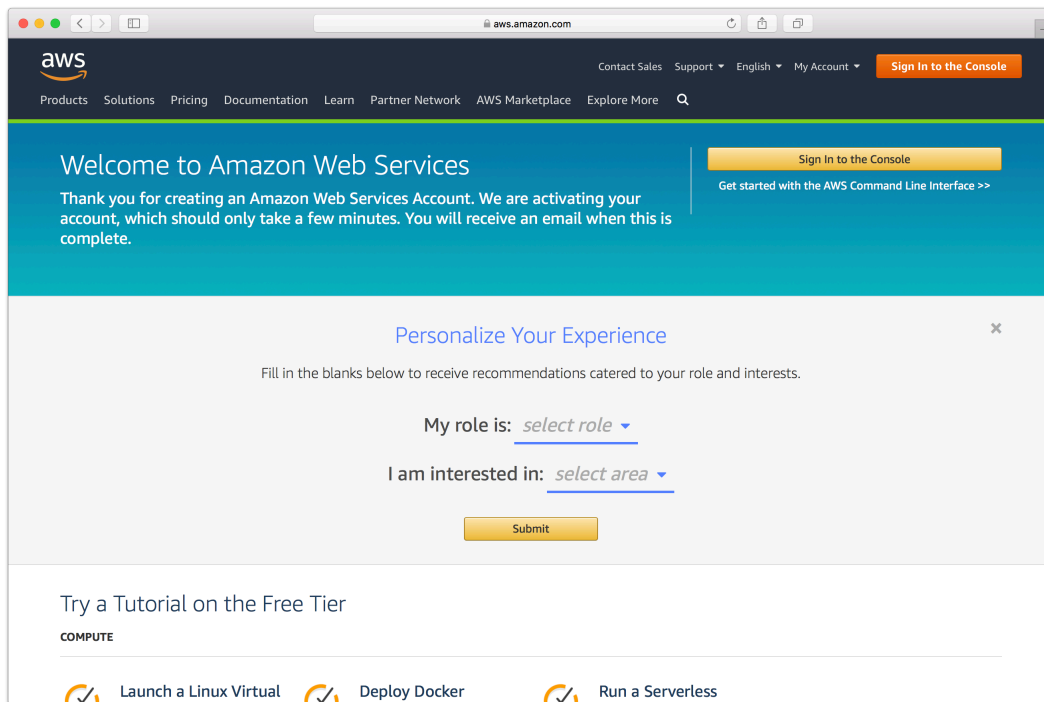 aws.amazon.com
aws
Contact Sales Support English My Account Sign In to the Console
Products Solutions Pricing Documentation Learn Partner Network AWS Marketplace Explore More
Welcome to Amazon Web Services
Thank you for creating an Amazon Web Services Account. We are activating your
account, which should only take a few minutes. You will receive an email when this is
complete.
Sign In to the Console
Get started with the AWS Command Line Interface >>
Personalize Your Experience
Fill in the blanks below to receive recommendations catered to your role and interests.
My role is: select role
I am interested in: select area
Submit
Try a Tutorial on the Free Tier
COMPUTE
Launch a Linux Virtual
Deploy Docker
Run a Serverless